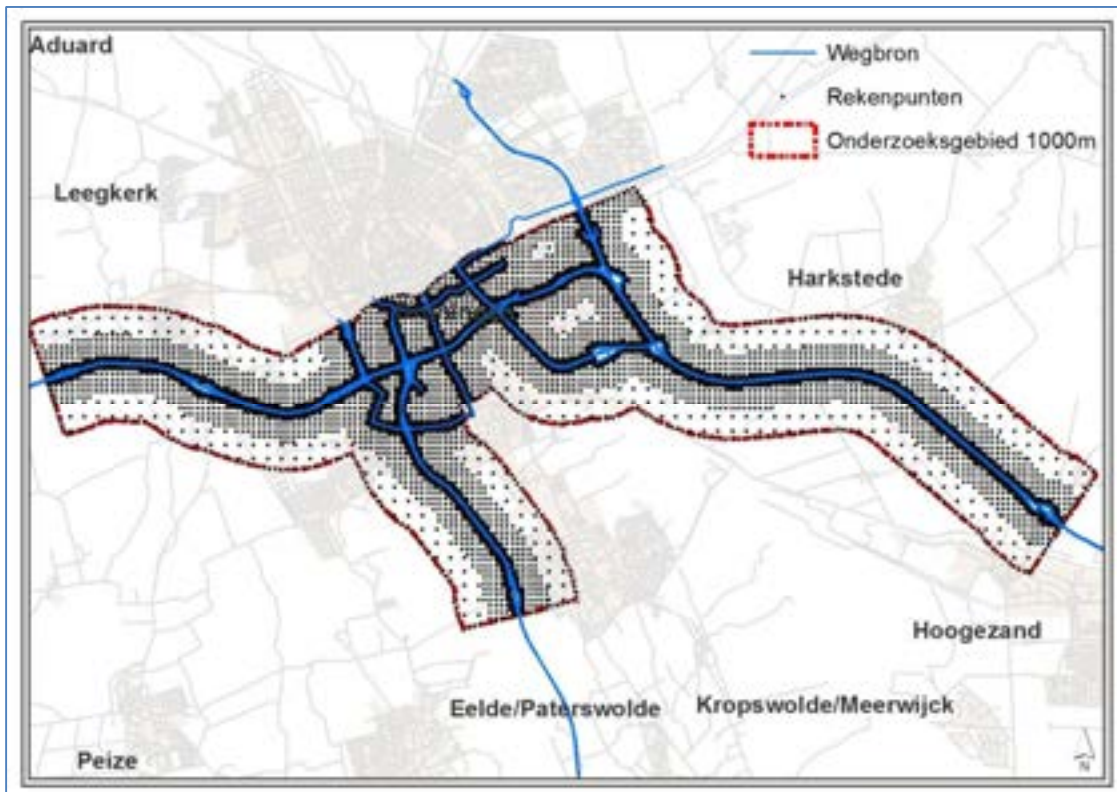 Aduard
Wegbron
Rekenpunten
Onderzoeksgebied 1000m
Leegkerk
Harkstede
Hoogezand
Eelde/Paterswolde
Kropswolde/Meerwijck
Peize
N